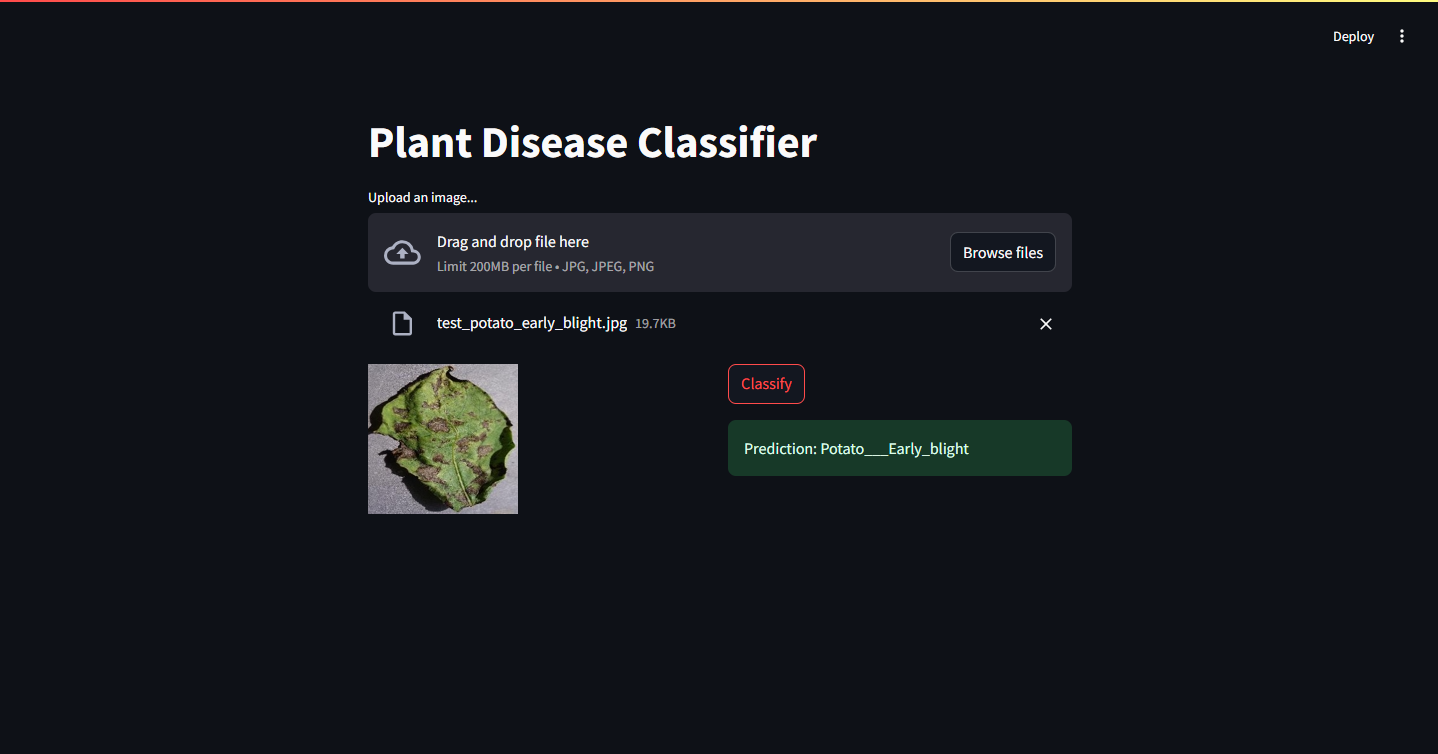 Deploy
Plant Disease Classifier
Upload an image...
Drag and drop file here
Limit 200MB per file • JPG, JPEG, PNG
Browse files
test_potato_early_blight.jpg 19.7KB
Classify
Prediction: Potato___Early_blight